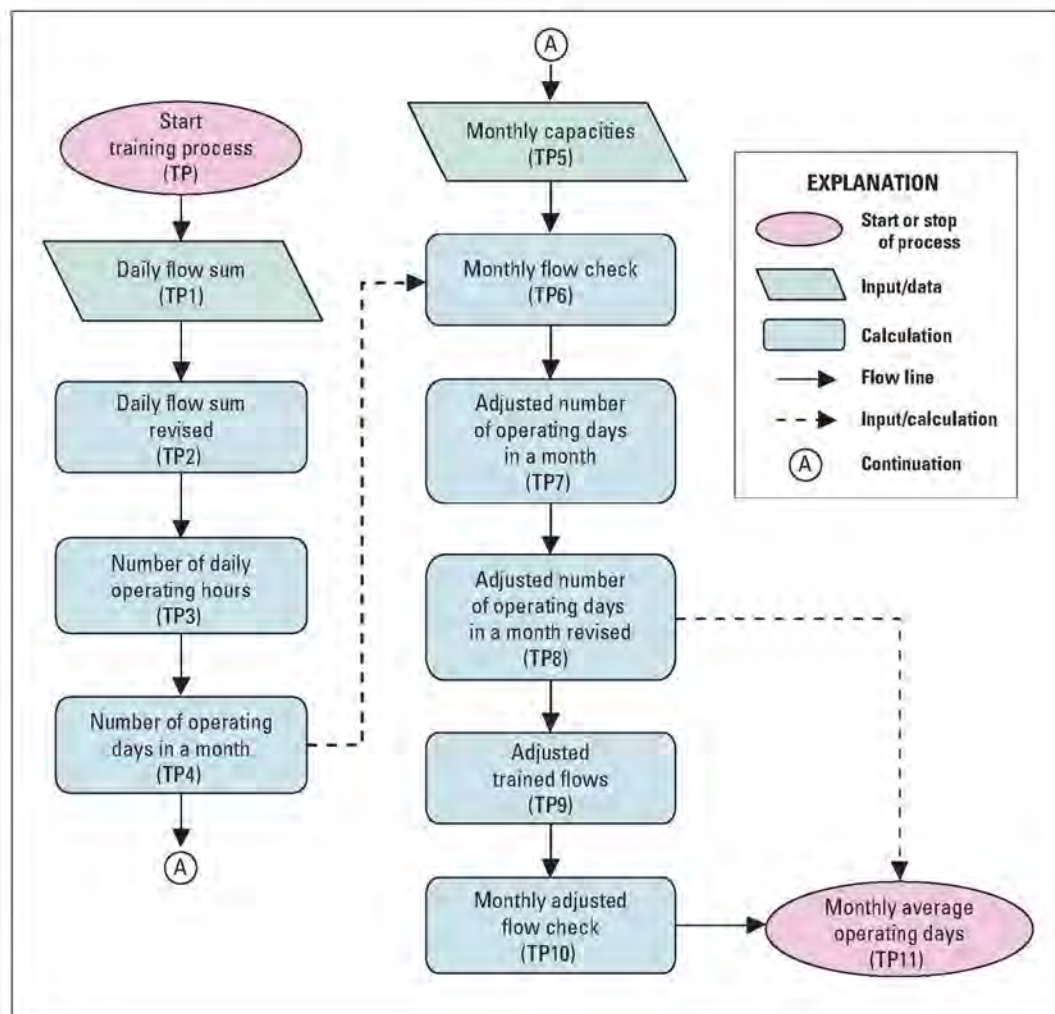 Start
training process
(TP)
Daily flow sum
(TP1)
Daily flow sum
revised
(TP2)
Number of daily
operating hours
(TP3)
Number of operating
days in a month
(TP4)
A
A
Monthly capacities
(TP5)
Monthly flow check
(TP6)
Adjusted number
of operating days
in a month
(TP7)
Adjusted number
of operating days
in a month revised
(TP8)
Adjusted
trained flows
(TP9)
Monthly adjusted
flow check
(TP10)
Monthly average
operating days
(TP11)
EXPLANATION
Start or stop
of process
Input/data
Calculation
Flow line
Input/calculation
A Continuation